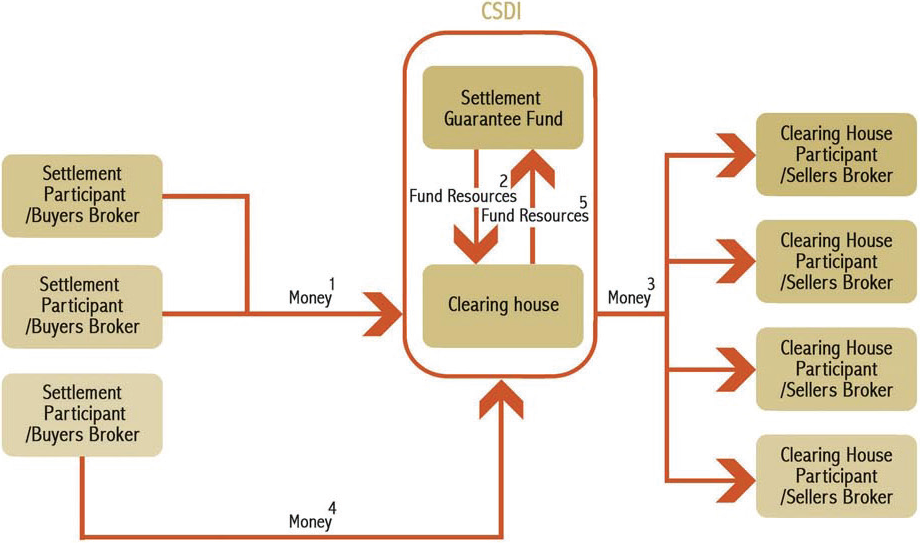 CSDI
Settlement
Guarantee Fund
Settlement
Participant
/Buyers Broker
Settlement
Participant
/Buyers Broker
Settlement
Participant
/Buyers Broker
Money 1
Fund Resources 2
Fund Resources 5
Clearing house
Money 3
Money 4
Clearing House
Participant
/Sellers Broker
Clearing House
Participant
/Sellers Broker
Clearing House
Participant
/Sellers Broker
Clearing House
Participant
/Sellers Broker